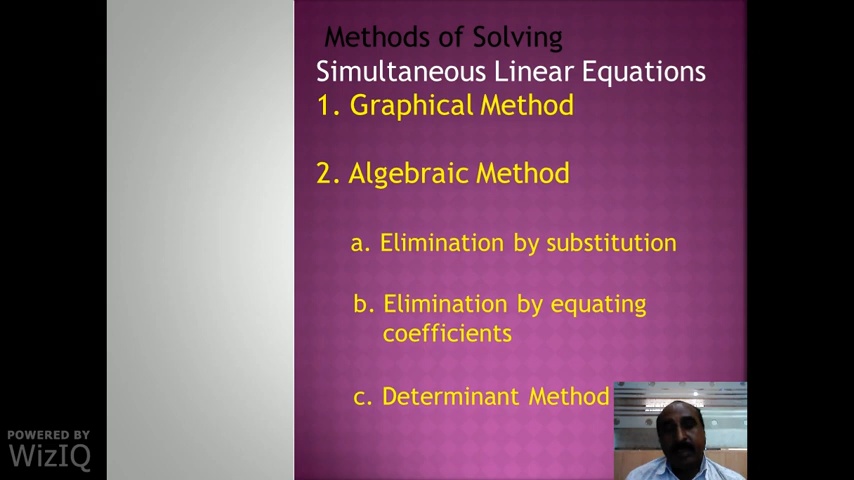 Methods of Solving
Simultaneous Linear Equations
1. Graphical Method
2. Algebraic Method
a. Elimination by substitution
b. Elimination by equating
coefficients
c. Determinant Method
POWERED BY
WizIQ